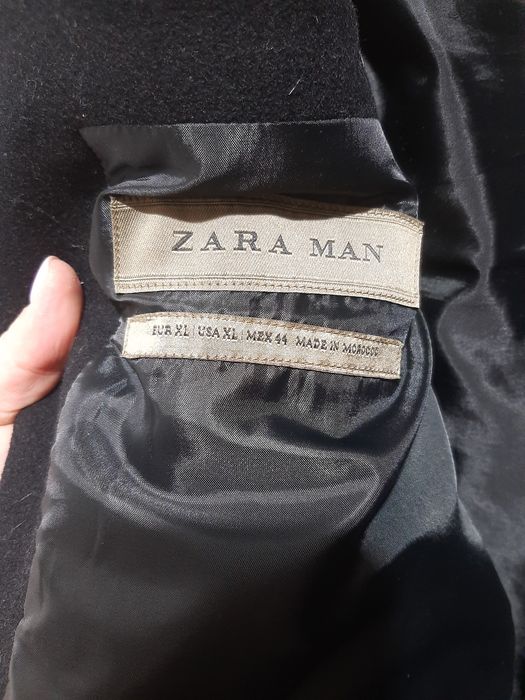 ZARA MAN
EUR XL | USA XL | MEX 44 MADE IN MOROCCO